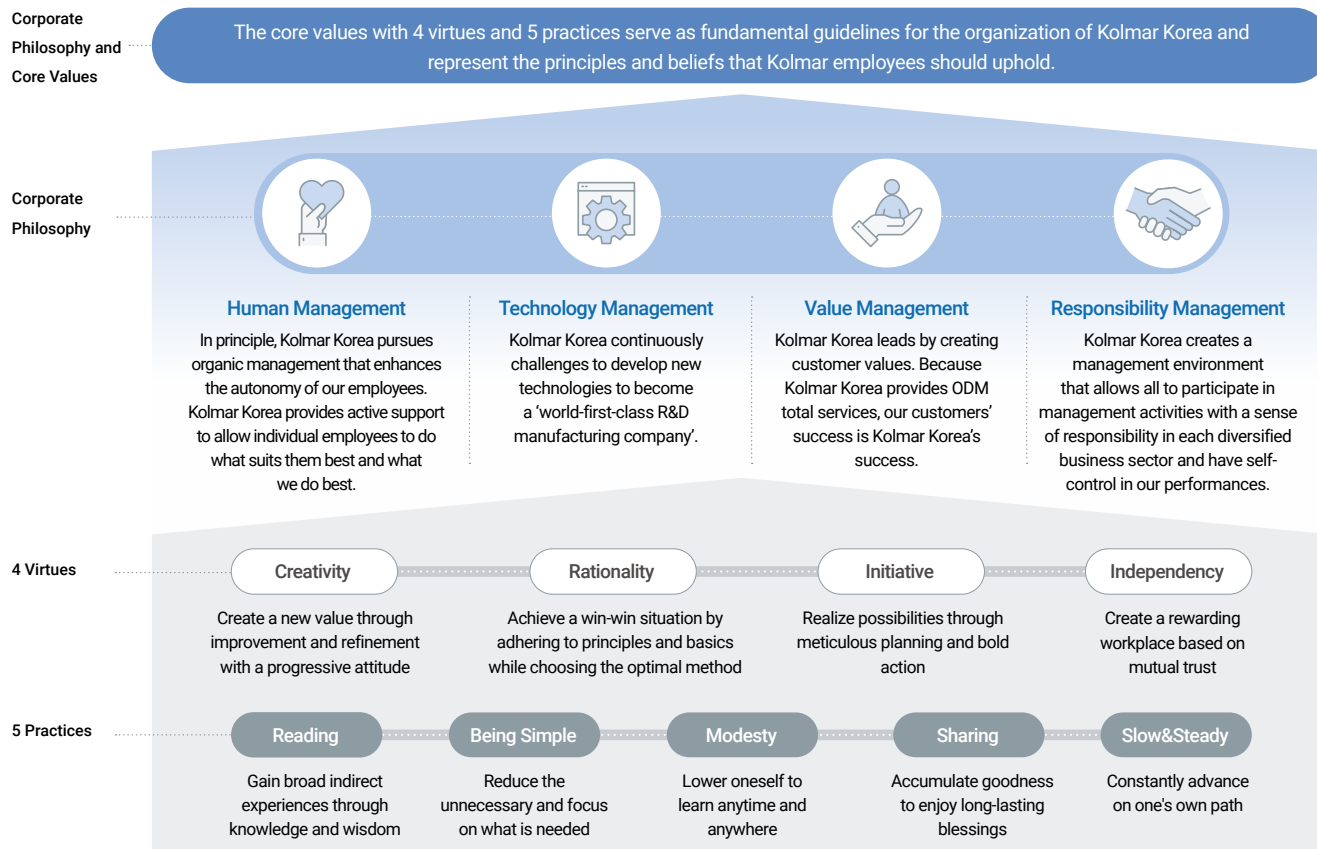 Corporate
Philosophy and
Core Values
The core values with 4 virtues and 5 practices serve as fundamental guidelines for the organization of Kolmar Korea and
represent the principles and beliefs that Kolmar employees should uphold.
Corporate
Philosophy
Human Management
In principle, Kolmar Korea pursues
organic management that enhances
the autonomy of our employees.
Kolmar Korea provides active support
to allow individual employees to do
what suits them best and what
we do best.
Technology Management
Kolmar Korea continuously
challenges to develop new
technologies to become
a ‘world-first-class R&D
manufacturing company’.
Value Management
Kolmar Korea leads by creating
customer values. Because
Kolmar Korea provides ODM
total services, our customers’
success is Kolmar Korea’s
success.
Responsibility Management
Kolmar Korea creates a
management environment
that allows all to participate in
management activities with a sense
of responsibility in each diversified
business sector and have self-
control in our performances.
4 Virtues
Creativity
Create a new value through
improvement and refinement
with a progressive attitude
Rationality
Achieve a win-win situation by
adhering to principles and basics
while choosing the optimal method
Initiative
Realize possibilities through
meticulous planning and bold
action
Independency
Create a rewarding
workplace based on
mutual trust
5 Practices
Reading
Gain broad indirect
experiences through
knowledge and wisdom
Being Simple
Reduce the
unnecessary and focus
on what is needed
Modesty
Lower oneself to
learn anytime and
anywhere
Sharing
Accumulate goodness
to enjoy long-lasting
blessings
Slow&Steady
Constantly advance
on one's own path